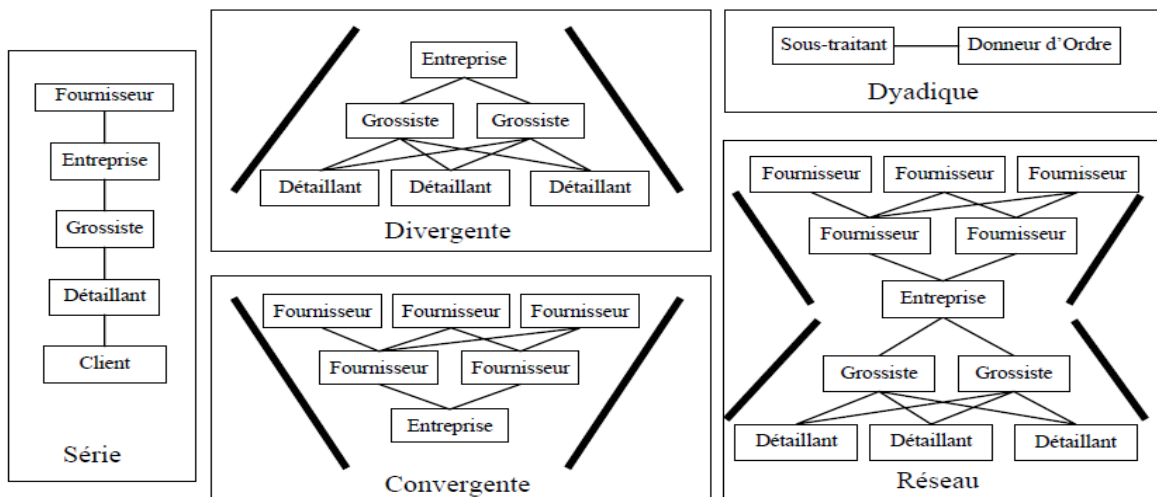 Fournisseur
Entreprise
Grossiste
Détaillant
Client
Série
Entreprise
Grossiste Grossiste
Détaillant Détaillant Détaillant
Divergente
Fournisseur Fournisseur Fournisseur
Fournisseur Fournisseur
Entreprise
Convergente
Sous-traitant Donneur d'Ordre
Dyadique
Fournisseur Fournisseur Fournisseur
Fournisseur Fournisseur
Entreprise
Grossiste Grossiste
Détaillant Détaillant Détaillant
Réseau